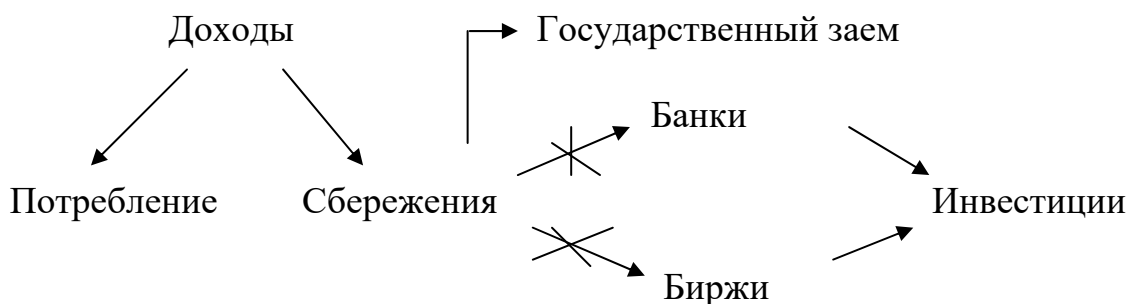 Доходы
Государственный заем
Банки
Потребление
Сбережения
Инвестиции
Биржи